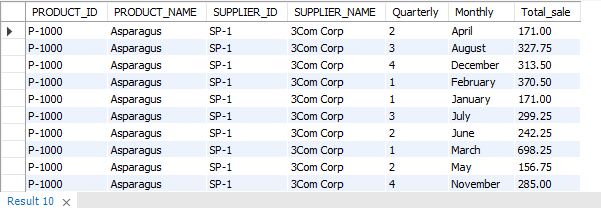 PRODUCT_ID PRODUCT_NAME SUPPLIER_ID SUPPLIER_NAME Quarterly Monthly Total_sale
P-1000 Asparagus SP-1 3Com Corp 2 April 171.00
P-1000 Asparagus SP-1 3Com Corp 3 August 327.75
P-1000 Asparagus SP-1 3Com Corp 4 December 313.50
P-1000 Asparagus SP-1 3Com Corp 1 February 370.50
P-1000 Asparagus SP-1 3Com Corp 1 January 171.00
P-1000 Asparagus SP-1 3Com Corp 3 July 299.25
P-1000 Asparagus SP-1 3Com Corp 2 June 242.25
P-1000 Asparagus SP-1 3Com Corp 1 March 698.25
P-1000 Asparagus SP-1 3Com Corp 2 May 156.75
P-1000 Asparagus SP-1 3Com Corp 4 November 285.00
Result 10